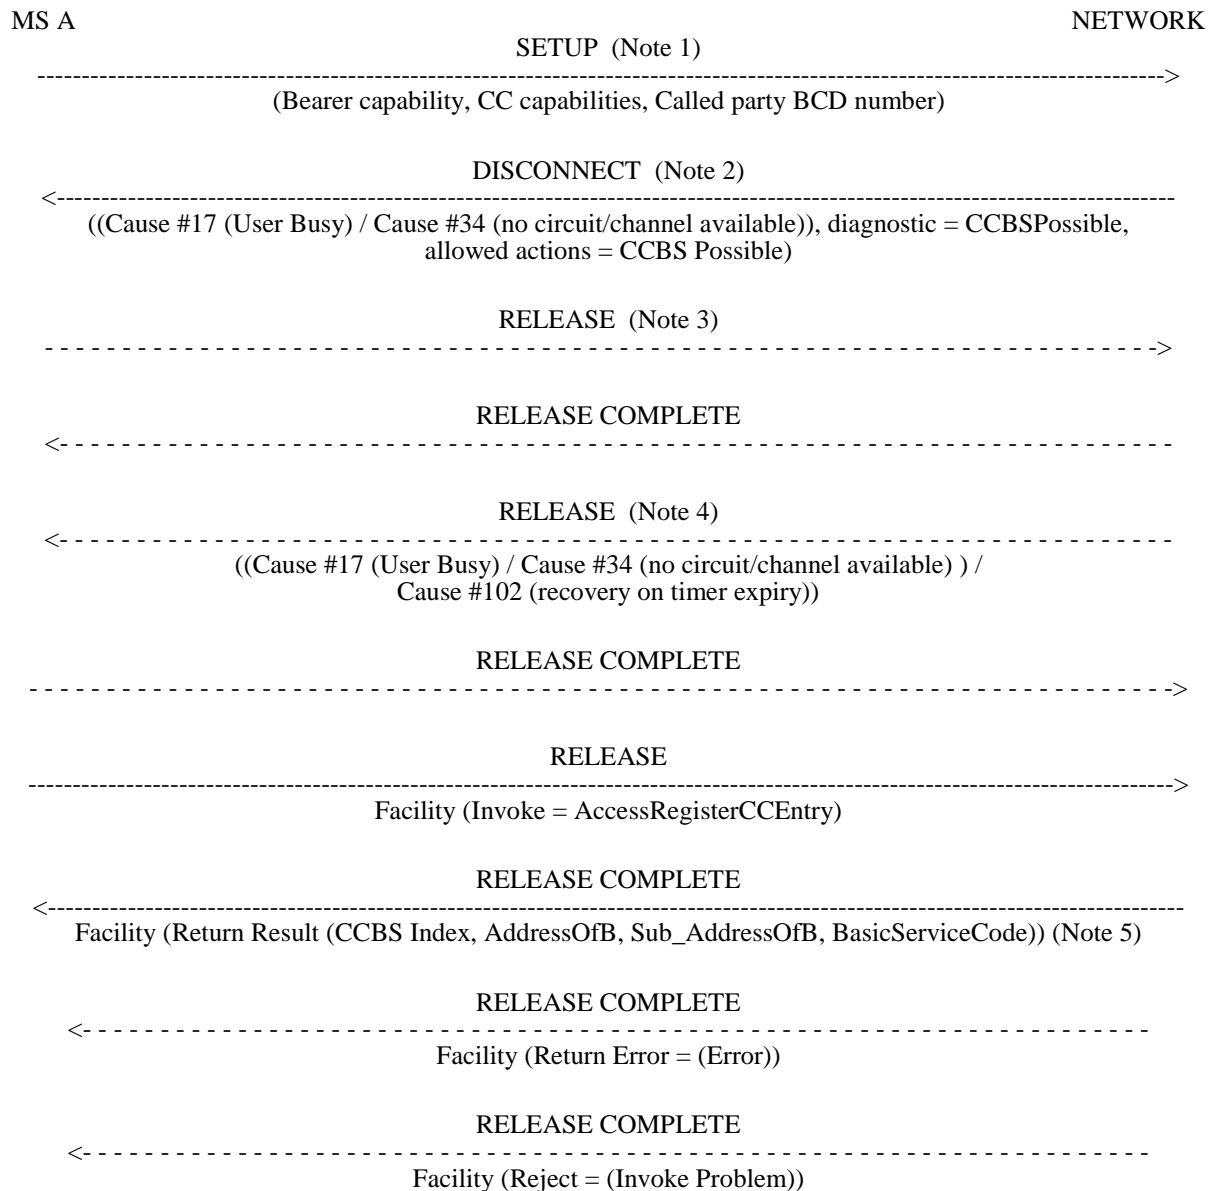 MS A NETWORK
SETUP (Note 1)
------------------------------------------------------------------------------------------------------------------------------->
(Bearer capability, CC capabilities, Called party BCD number)
DISCONNECT (Note 2)
<-------------------------------------------------------------------------------------------------------------------------------
((Cause #17 (User Busy) / Cause #34 (no circuit/channel available)), diagnostic = CCBSPossible,
allowed actions = CCBS Possible)
RELEASE (Note 3)
- - - - - - - - - - - - - - - - - - - - - - - - - - - - - - - - - - - - - - - - - - - - - - - - - - - - - - - - - - - - - - - - - - - - - - - ->
RELEASE COMPLETE
<- - - - - - - - - - - - - - - - - - - - - - - - - - - - - - - - - - - - - - - - - - - - - - - - - - - - - - - - - - - - - - - - - - - - - - - -
RELEASE (Note 4)
<- - - - - - - - - - - - - - - - - - - - - - - - - - - - - - - - - - - - - - - - - - - - - - - - - - - - - - - - - - - - - - - - - - - - - - - -
((Cause #17 (User Busy) / Cause #34 (no circuit/channel available) ) /
Cause #102 (recovery on timer expiry))
RELEASE COMPLETE
- - - - - - - - - - - - - - - - - - - - - - - - - - - - - - - - - - - - - - - - - - - - - - - - - - - - - - - - - - - - - - - - - - - - - - - - - ->
RELEASE
--------------------------------------------------------------------------------------------------------------------------------->
Facility (Invoke = AccessRegisterCCEntry)
RELEASE COMPLETE
<---------------------------------------------------------------------------------------------------------------------------------
Facility (Return Result (CCBS Index, AddressOfB, Sub_AddressOfB, BasicServiceCode)) (Note 5)
RELEASE COMPLETE
<- - - - - - - - - - - - - - - - - - - - - - - - - - - - - - - - - - - - - - - - - - - - - - - - - - - - - - - - - - - - - - - - - - - - -
Facility (Return Error = (Error))
RELEASE COMPLETE
<- - - - - - - - - - - - - - - - - - - - - - - - - - - - - - - - - - - - - - - - - - - - - - - - - - - - - - - - - - - - - - - - - - - - -
Facility (Reject = (Invoke Problem))